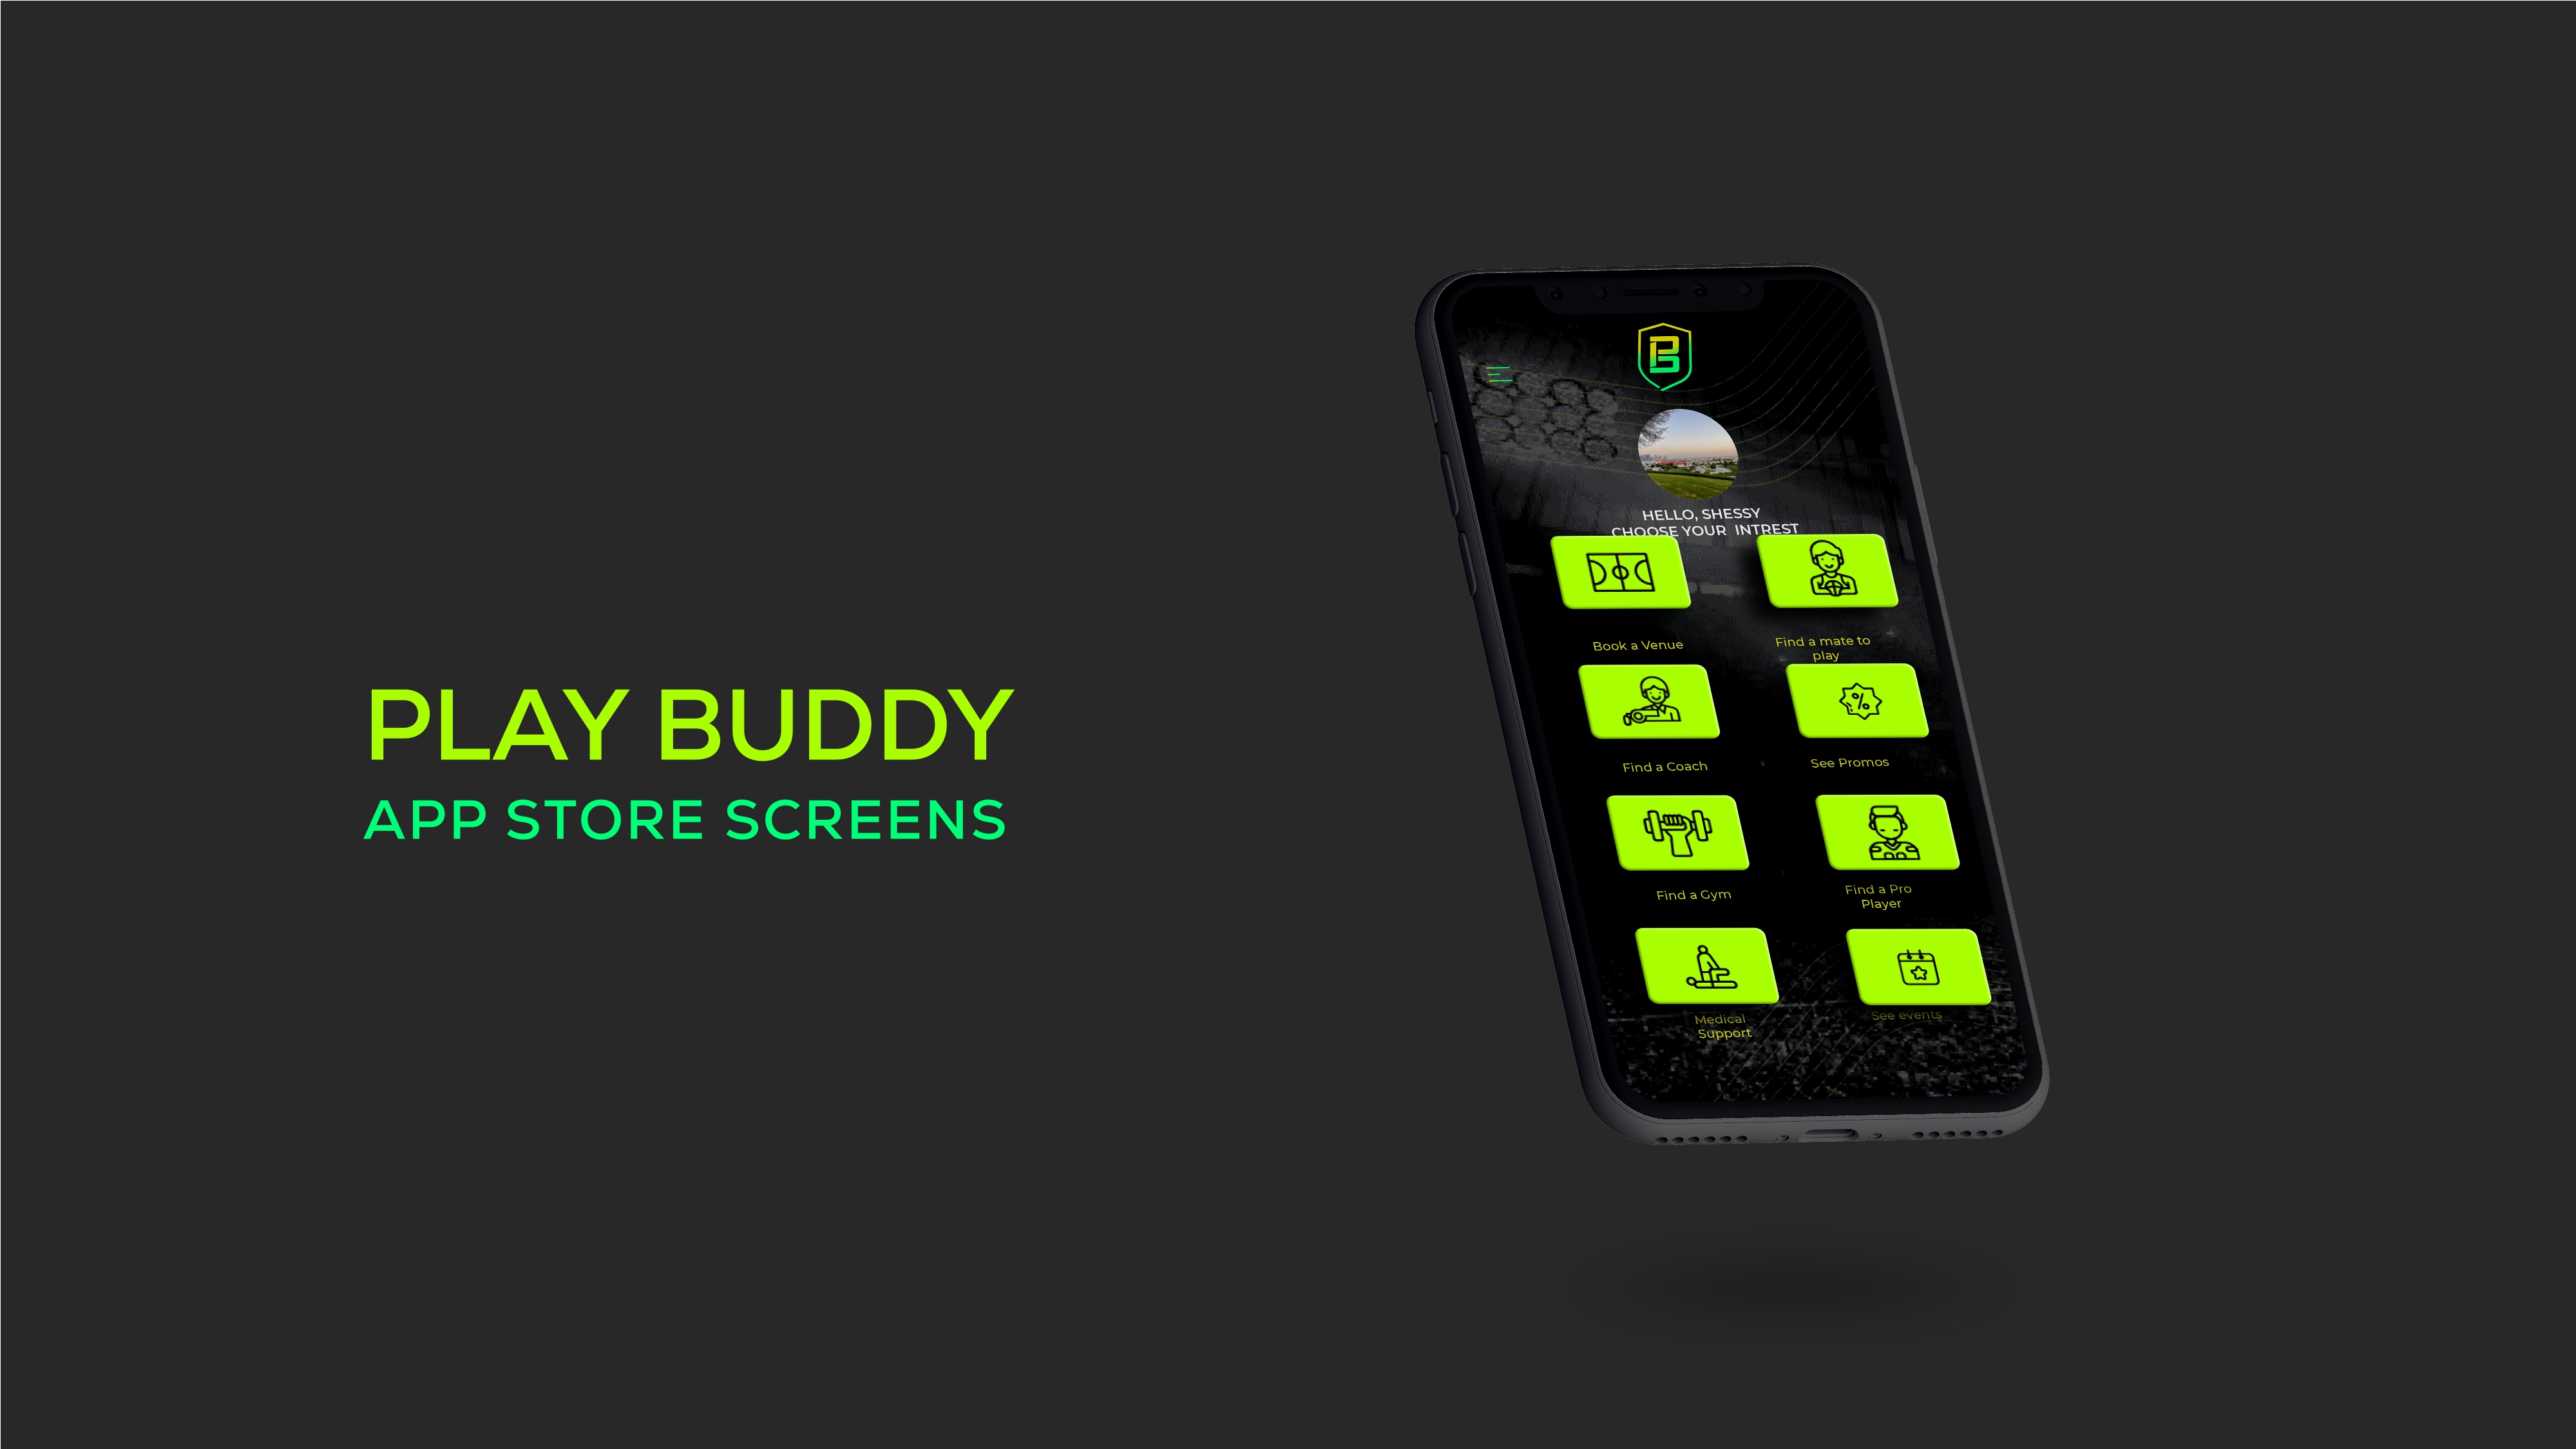 PLAY BUDDY
APP STORE SCREENS
B
HELLO, SHESSY
CHOOSE YOUR INTREST
Book a Venue
Find a mate to
play
Find a Coach
See Promos
%
Find a Gym
Find a Pro
Player
Medical
Support
See events